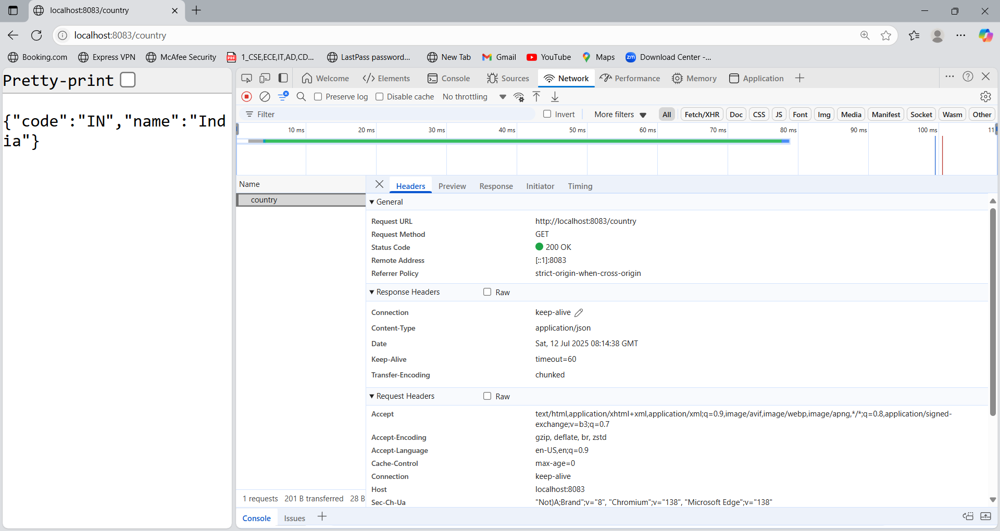 localhost:8083/country
localhost:8083/country
Booking.com Express VPN McAfee Security 1_CSE,ECE,IT,AD,CD... LastPass password... New Tab Gmail YouTube Maps zm Download Center -...
Pretty-print
{"code":"IN","name":"Ind
ia"}
Welcome Elements Console Sources Network Performance Memory Application
Preserve log Disable cache No throttling
Filter Invert More filters All Fetch/XHR Doc CSS JS Font Img Media Manifest Socket Wasm Other
10 ms 20 ms 30 ms 40 ms 50 ms 60 ms 70 ms 80 ms 90 ms 100 ms 11
Name
country
1 requests 201 B transferred 28 B
Headers Preview Response Initiator Timing
General
Request URL http://localhost:8083/country
Request Method GET
Status Code 200 OK
Remote Address [::1]:8083
Referrer Policy strict-origin-when-cross-origin
Response Headers Raw
Connection keep-alive
Content-Type application/json
Date Sat, 12 Jul 2025 08:14:38 GMT
Keep-Alive timeout=60
Transfer-Encoding chunked
Request Headers Raw
Accept text/html,application/xhtml+xml,application/xml;q=0.9,image/avif,image/webp,image/apng,*/*;q=0.8,application/signed-
exchange;v=b3;q=0.7
Accept-Encoding gzip, deflate, br, zstd
Accept-Language en-US,en;q=0.9
Cache-Control max-age=0
Connection keep-alive
Host localhost:8083
Sec-Ch-Ua "Not)A;Brand";v="8", "Chromium";v="138", "Microsoft Edge";v="138"
Console Issues